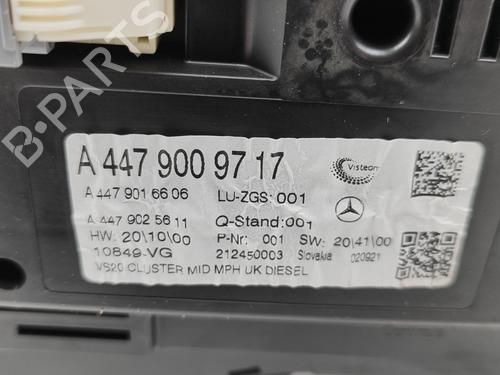 B-PARTS
A 447 900 97 17
Visteon
A 447 901 66 06 LU-ZGS: 001
A 447 902 56 11 Q-Stand: 001
HW: 20/10/00 P-Nr: 001 SW: 20/41/00
10849-VG 212450003 Slovakia 020921
VS20 CLUSTER MID MPH UK DIESEL